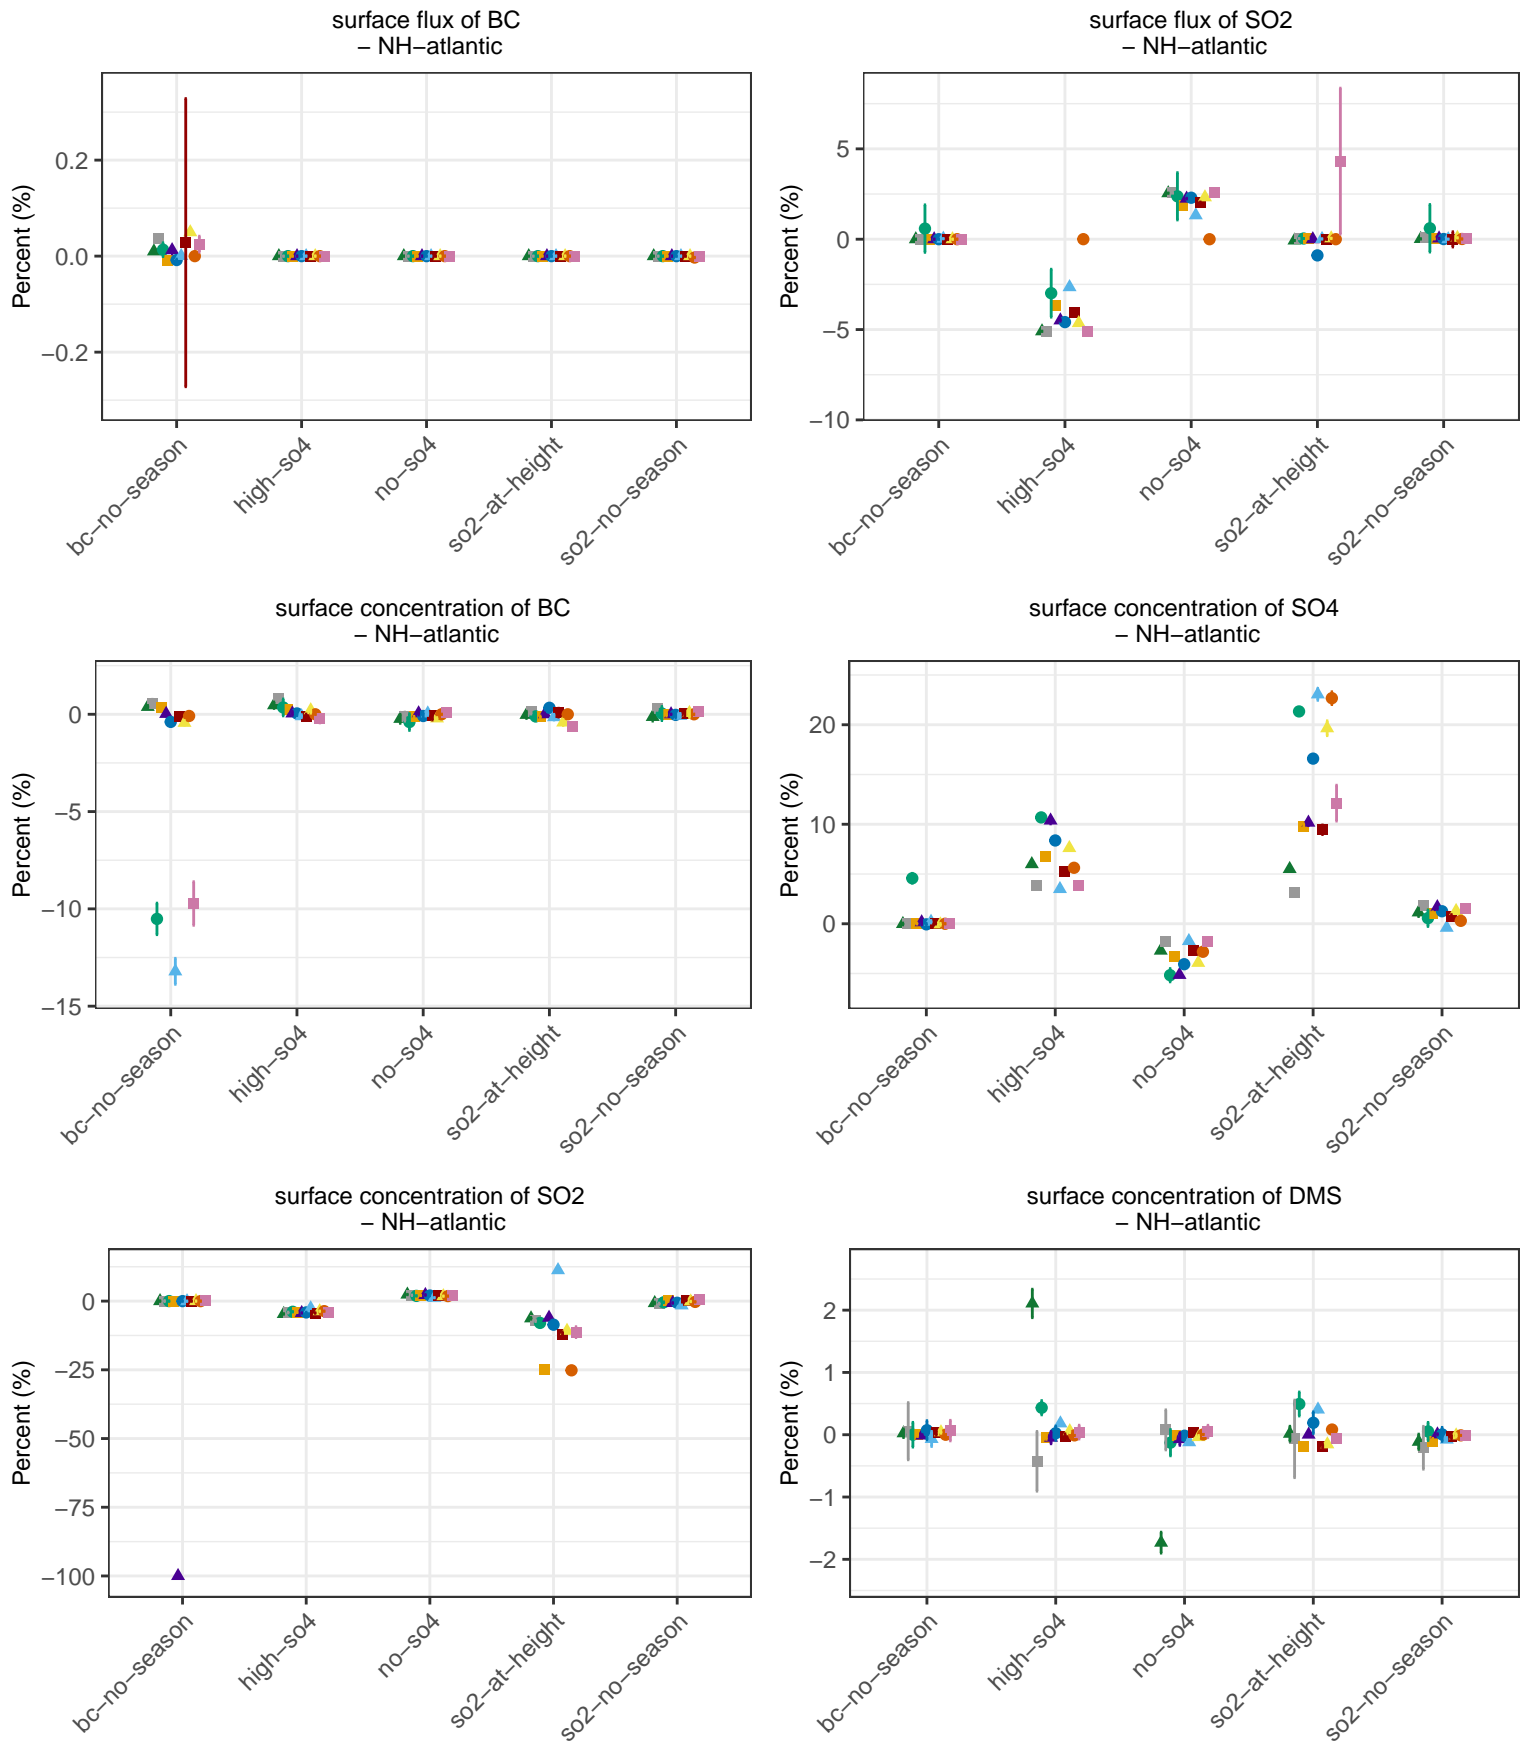 surface flux of BC
− NH−atlantic
Percent (%)
0.2
0.0
−0.2
bc−no−season
high−so4
no−so4
so2−at−height
so2−no−season
surface flux of SO2
− NH−atlantic
Percent (%)
5
0
−5
−10
bc−no−season
high−so4
no−so4
so2−at−height
so2−no−season
surface concentration of BC
− NH−atlantic
Percent (%)
0
−5
−10
−15
bc−no−season
high−so4
no−so4
so2−at−height
so2−no−season
surface concentration of SO4
− NH−atlantic
Percent (%)
20
10
0
bc−no−season
high−so4
no−so4
so2−at−height
so2−no−season
surface concentration of SO2
− NH−atlantic
Percent (%)
0
−25
−50
−75
−100
bc−no−season
high−so4
no−so4
so2−at−height
so2−no−season
surface concentration of DMS
− NH−atlantic
Percent (%)
2
1
0
−1
−2
bc−no−season
high−so4
no−so4
so2−at−height
so2−no−season